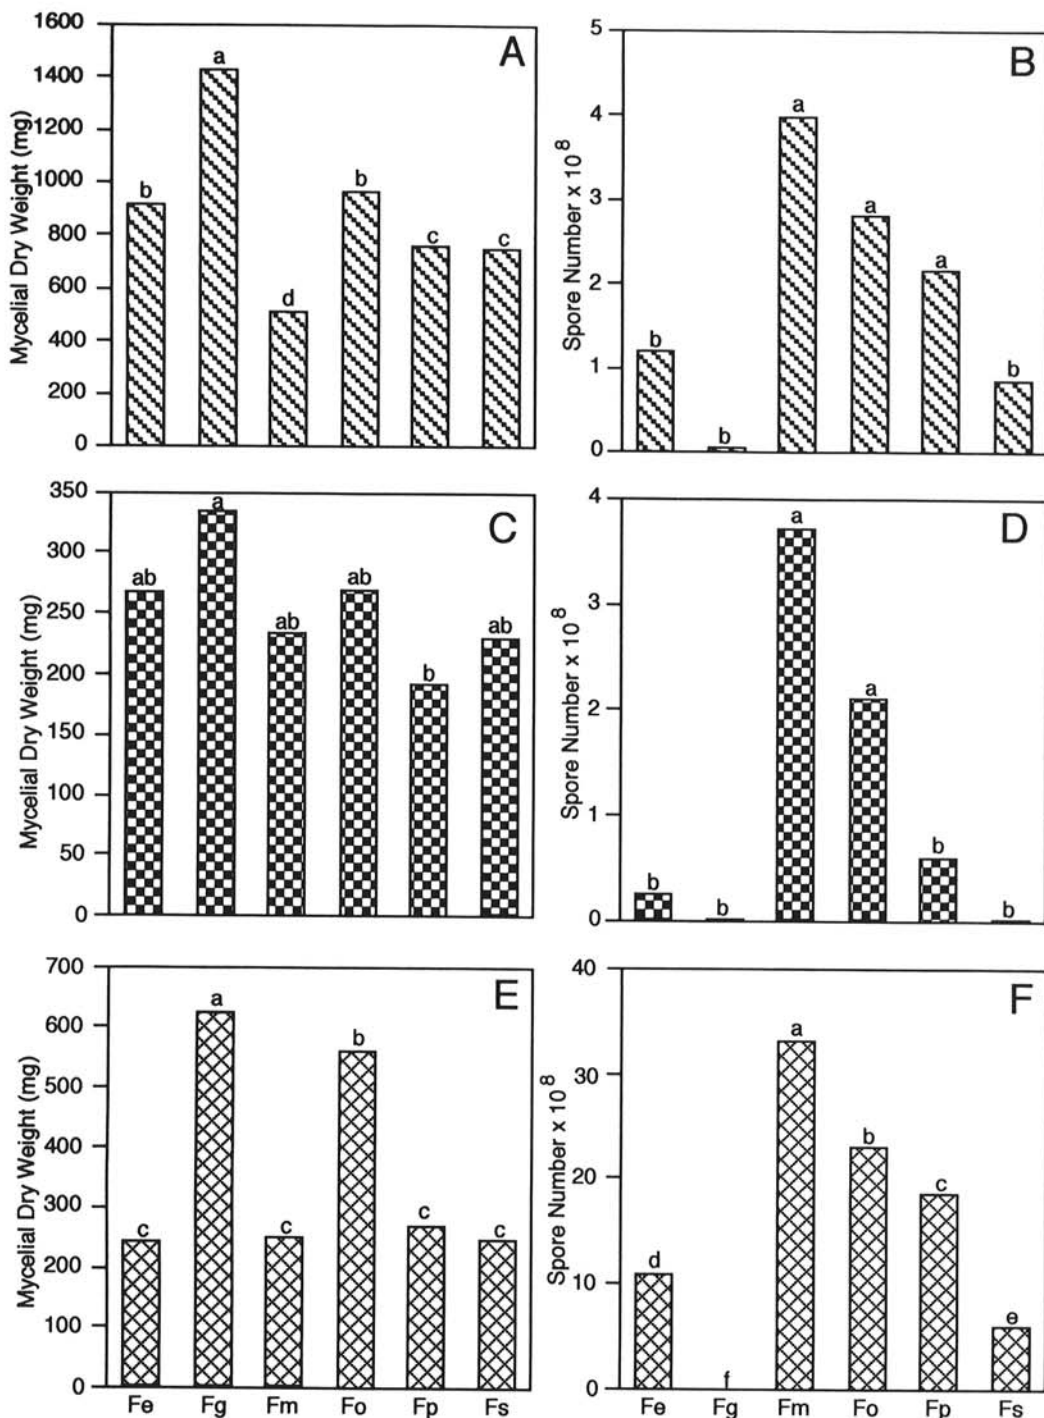 A
Mycelial Dry Weight (mg)
1600
1400
1200
1000
800
600
400
200
0
b
a
d
b
c
c
B
Spore Number x 10 8
5
4
3
2
1
0
b
b
a
a
a
b
C
Mycelial Dry Weight (mg)
350
300
250
200
150
100
50
0
ab
a
ab
ab
b
ab
D
Spore Number x 10 8
4
3
2
1
0
b
b
a
a
b
b
E
Mycelial Dry Weight (mg)
700
600
500
400
300
200
100
0
c
a
c
b
c
c
Fe Fg Fm Fo Fp Fs
F
Spore Number x 10 8
40
30
20
10
0
d
f
a
b
c
e
Fe Fg Fm Fo Fp Fs